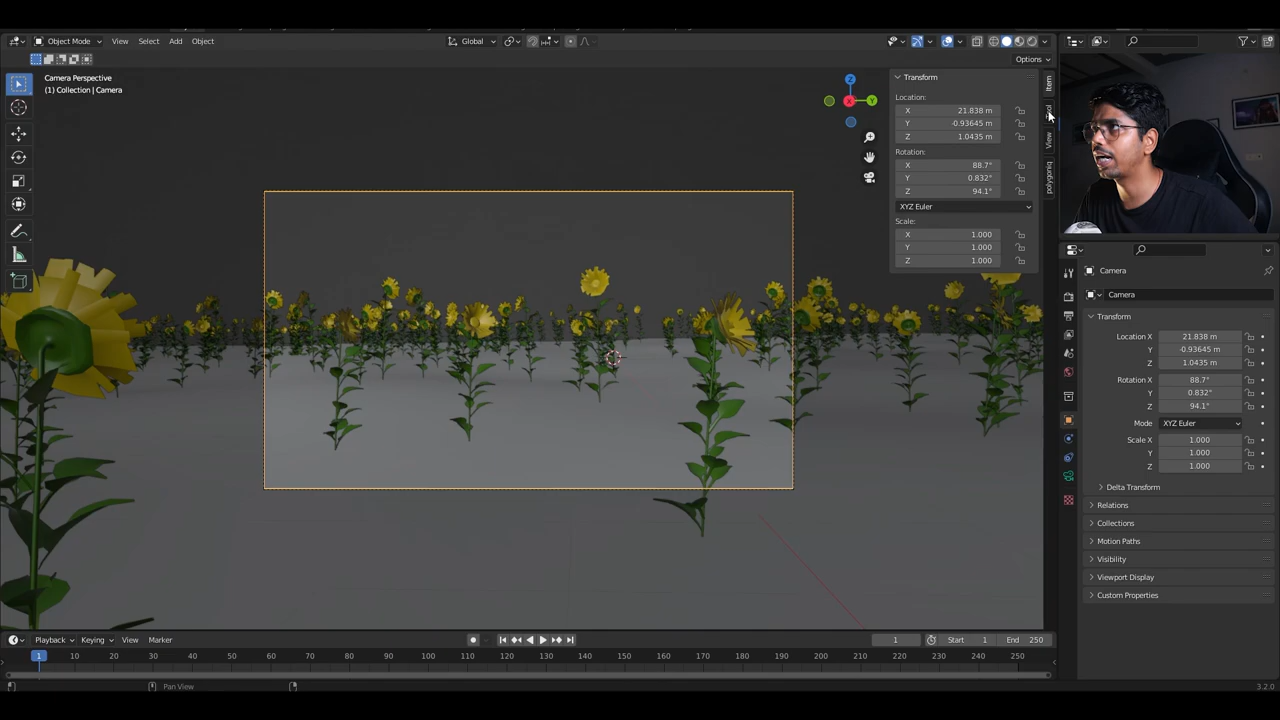 Object Mode View Select Add Object Global
Options
Camera Perspective
(1) Collection | Camera
Z
X Y
Transform
Location:
X 21.838 m
Y -0.93645 m
Z 1.0435 m
Rotation:
X 88.7°
Y 0.832°
Z 94.1°
XYZ Euler
Scale:
X 1.000
Y 1.000
Z 1.000
Item
View
polygoniq
Camera
Camera
Transform
Location X 21.838 m
Y -0.93645 m
Z 1.0435 m
Rotation X 88.7°
Y 0.832°
Z 94.1°
Mode XYZ Euler
Scale X 1.000
Y 1.000
Z 1.000
Delta Transform
Relations
Collections
Motion Paths
Visibility
Viewport Display
Custom Properties
Playback Keying View Marker 1 Start 1 End 250
1 10 20 30 40 50 60 70 80 90 100 110 120 130 140 150 160 170 180 190 200 210 220 230 240 250
Pan View
3.2.0